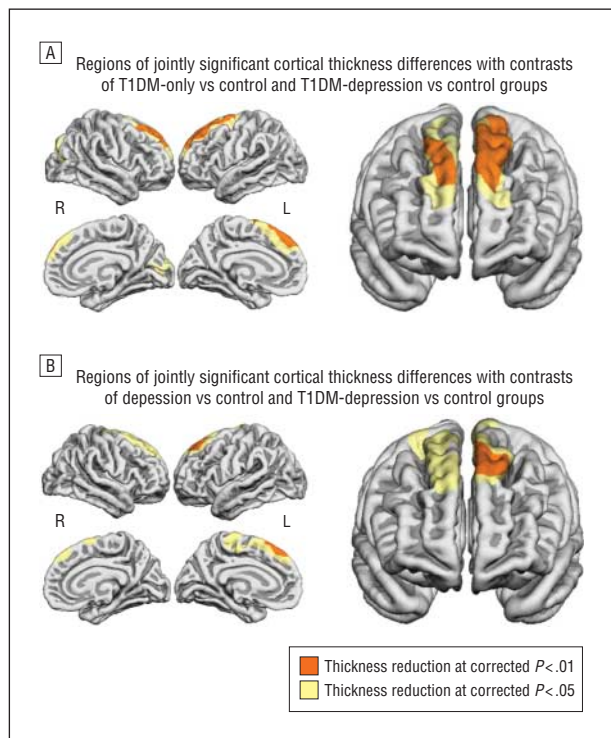 A
Regions of jointly significant cortical thickness differences with contrasts
of T1DM-only vs control and T1DM-depression vs control groups
R
L
B
Regions of jointly significant cortical thickness differences with contrasts
of depession vs control and T1DM-depression vs control groups
R
L
Thickness reduction at corrected P<.01
Thickness reduction at corrected P<.05